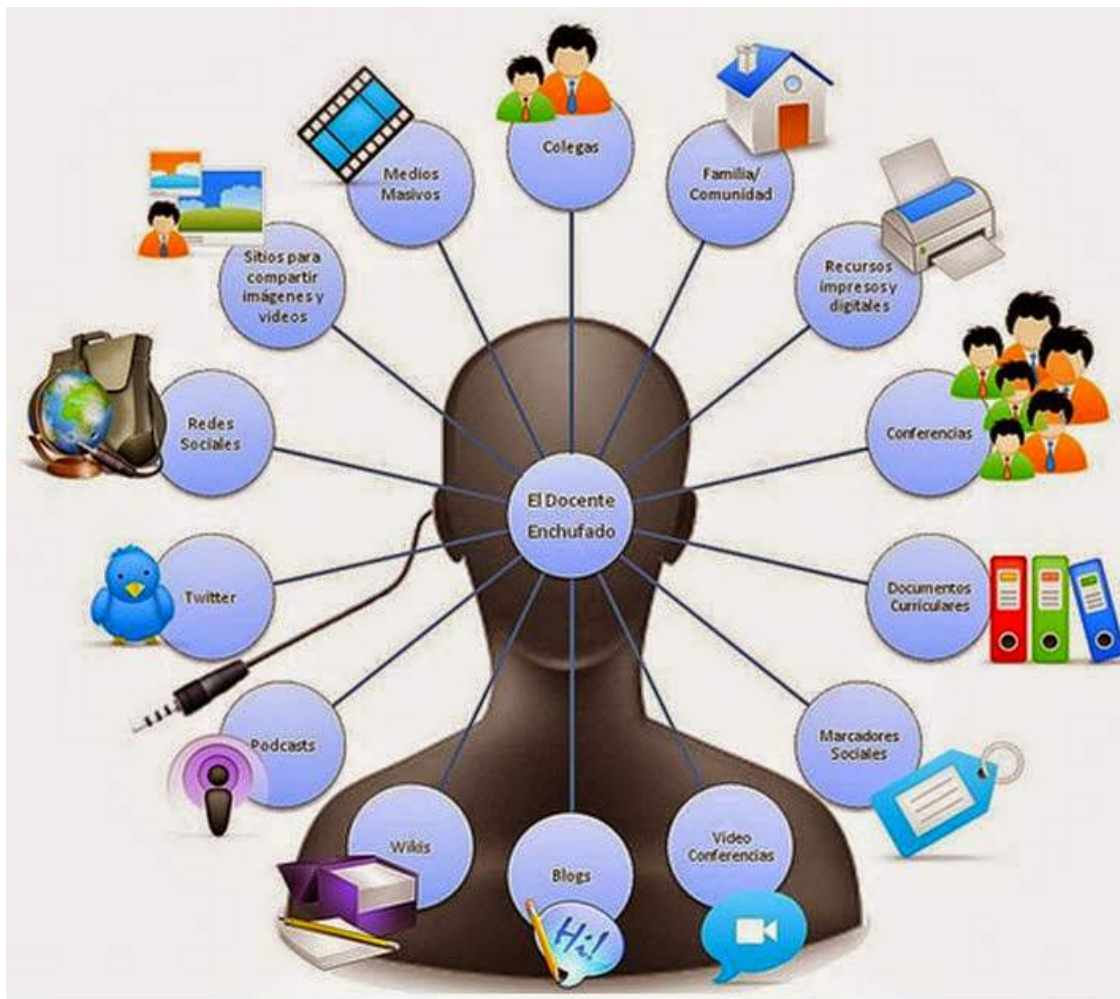 Colegas
Medios
Masivos
Familia/
Comunidad
Sitios para
compartir
imágenes y
videos
Recursos
impresos y
digitales
Redes
Sociales
Conferencias
El Docente
Enchufado
Twitter
Documentos
Curriculares
Podcasts
Marcadores
Sociales
Wikis
Blogs
Video
Conferencias
Hi!